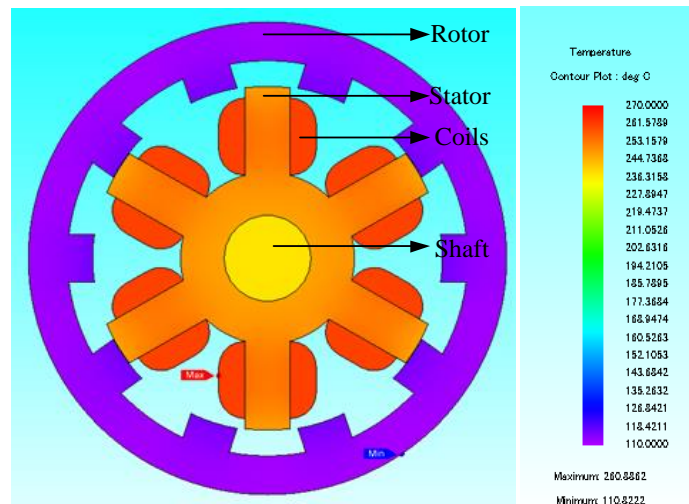 Rotor
Stator
Coils
Shaft
Max
Min
Temperature
Contour Plot : deg C
270.0000
261.5789
253.1579
244.7368
236.3158
227.8947
219.4737
211.0526
202.6316
194.2105
185.7895
177.3684
168.9474
160.5263
152.1053
143.6842
135.2632
126.8421
118.4211
110.0000
Maximum: 260.8862
Minimum: 110.8222